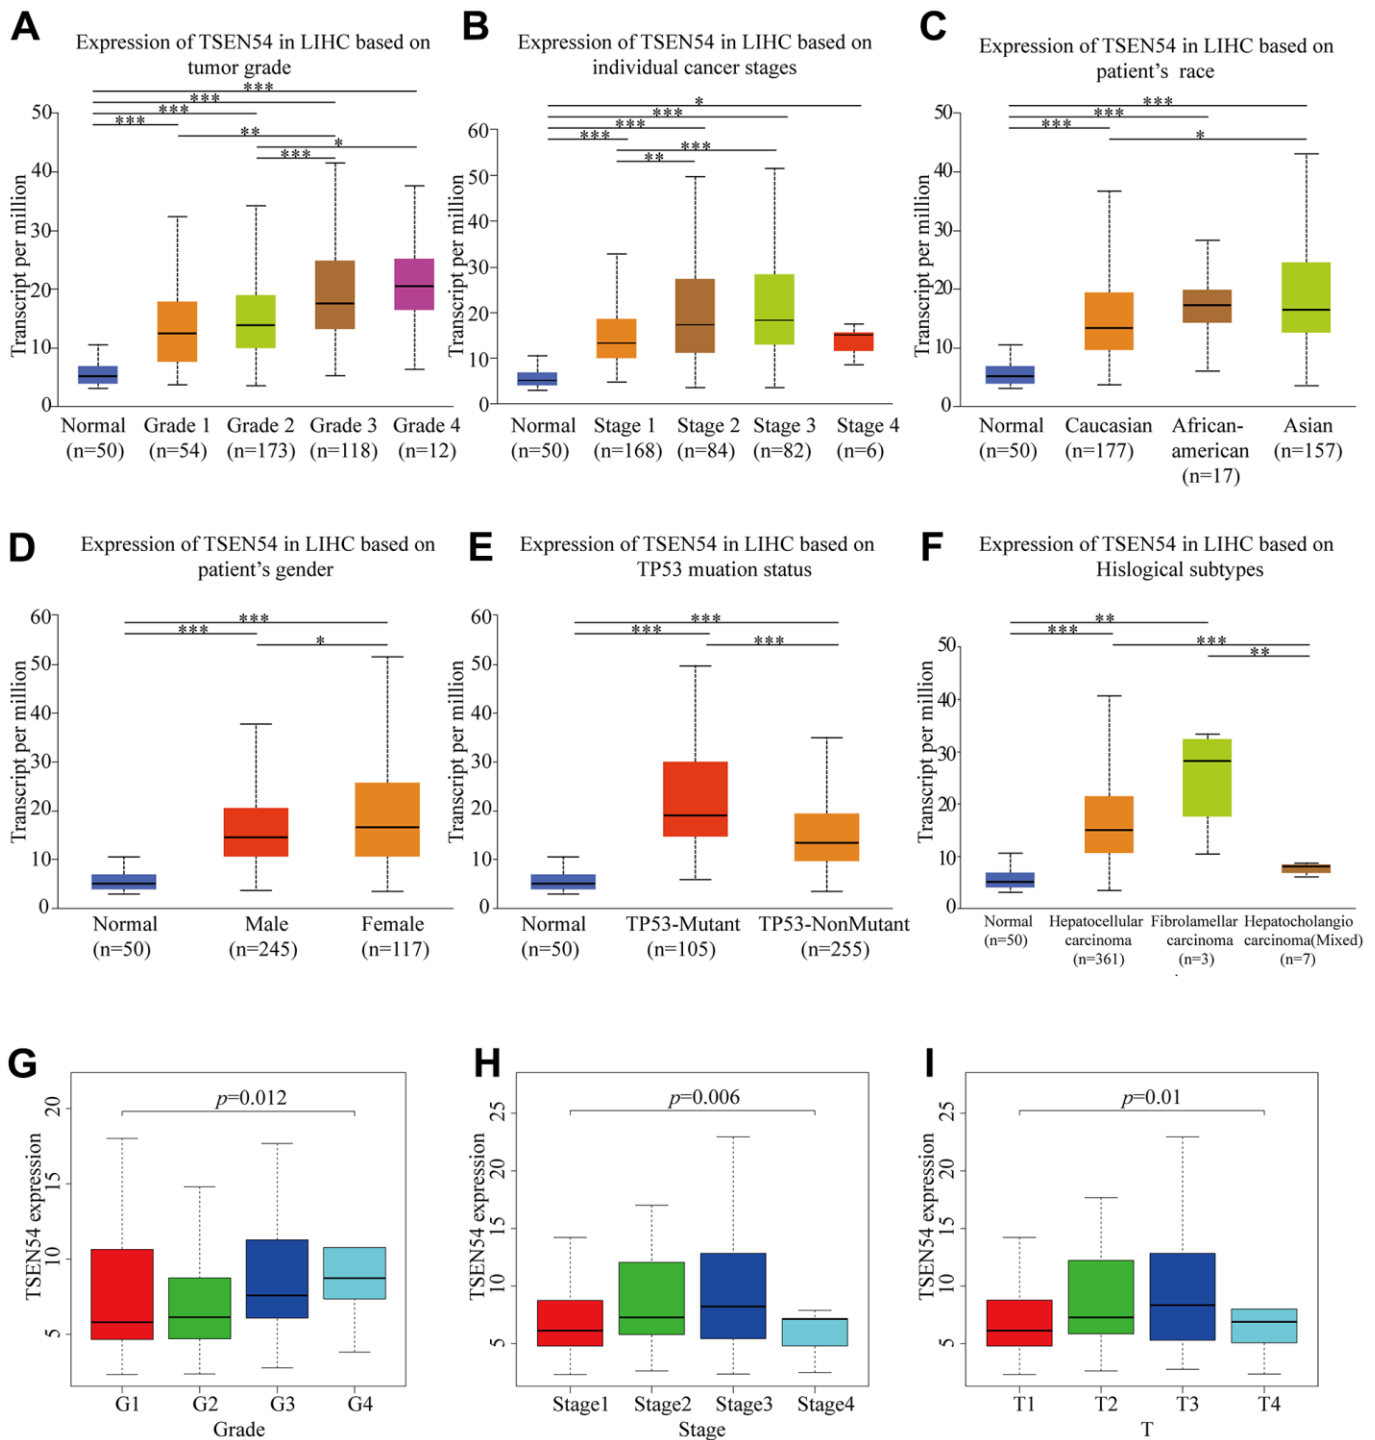 A
Expression of TSEN54 in LIHC based on
tumor grade
***
***
***
***
**
*
***
Transcript per million
50
40
30
20
10
0
Normal Grade 1 Grade 2 Grade 3 Grade 4
(n=50) (n=54) (n=173) (n=118) (n=12)
B
Expression of TSEN54 in LIHC based on
individual cancer stages
*
***
***
***
***
**
Transcript per million
60
50
40
30
20
10
0
Normal Stage 1 Stage 2 Stage 3 Stage 4
(n=50) (n=168) (n=84) (n=82) (n=6)
C
Expression of TSEN54 in LIHC based on
patient's race
***
***
***
*
Transcript per million
50
40
30
20
10
0
Normal Caucasian African- Asian
(n=50) (n=177) american (n=157)
(n=17)
D
Expression of TSEN54 in LIHC based on
patient's gender
***
***
*
Transcript per million
60
50
40
30
20
10
0
Normal Male Female
(n=50) (n=245) (n=117)
E
Expression of TSEN54 in LIHC based on
TP53 muation status
***
***
***
Transcript per million
60
50
40
30
20
10
0
Normal TP53-Mutant TP53-NonMutant
(n=50) (n=105) (n=255)
F
Expression of TSEN54 in LIHC based on
Hislogical subtypes
**
***
***
**
Transcript per million
50
40
30
20
10
0
Normal Hepatocellular Fibrolamellar Hepatocholangio
(n=50) carcinoma carcinoma carcinoma(Mixed)
(n=361) (n=3) (n=7)
G
p=0.012
TSEN54 expression
20
15
10
5
G1 G2 G3 G4
Grade
H
p=0.006
TSEN54 expression
25
20
15
10
5
Stage1 Stage2 Stage3 Stage4
Stage
I
p=0.01
TSEN54 expression
25
20
15
10
5
T1 T2 T3 T4
T